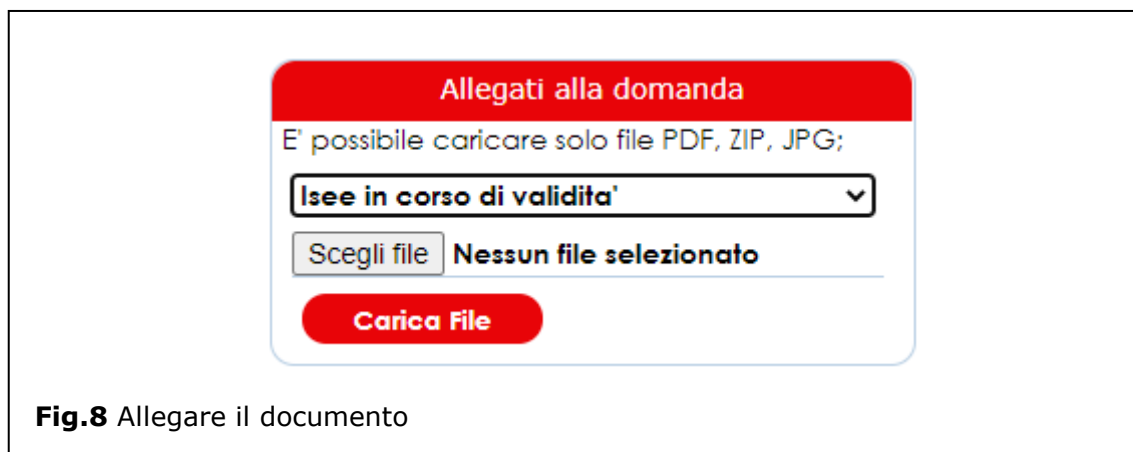 Allegati alla domanda
E' possibile caricare solo file PDF, ZIP, JPG;
Isee in corso di validita'
Scegli file Nessun file selezionato
Carica File
Fig.8 Allegare il documento